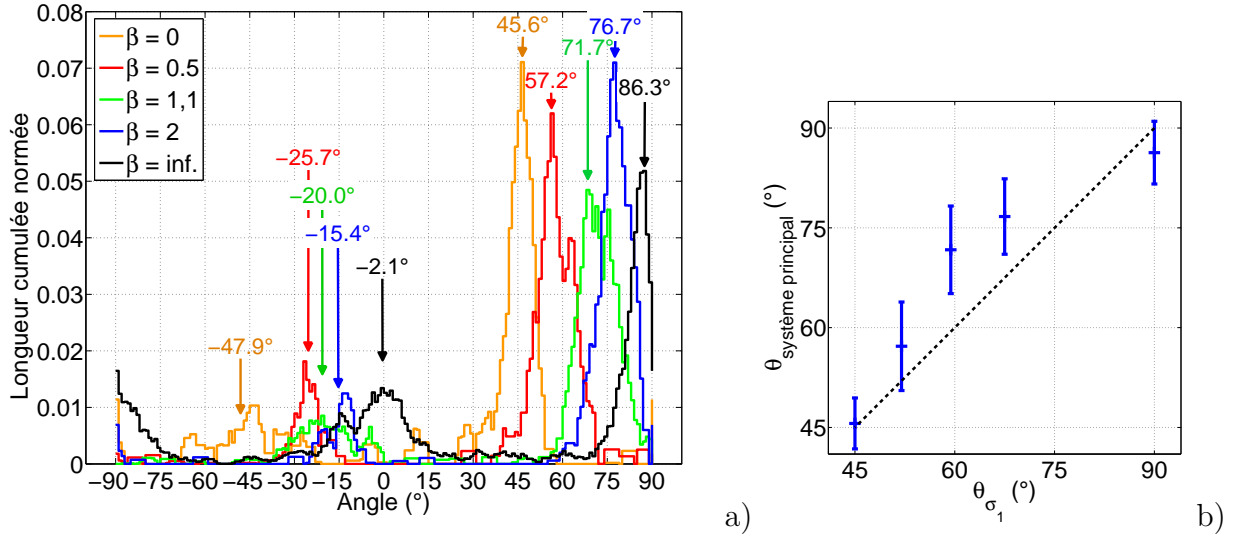 0.08
0.07
0.06
0.05
0.04
0.03
0.02
0.01
0
Longueur cumulée normée
β = 0
β = 0.5
β = 1,1
β = 2
β = inf.
−47.9°
−25.7°
−20.0°
−15.4°
−2.1°
45.6°
57.2°
71.7°
76.7°
86.3°
−90 −75 −60 −45 −30 −15 0 15 30 45 60 75 90
Angle (°)
a)
90
75
60
45
θsystème principal (°)
45 60 75 90
θσ1 (°)
b)